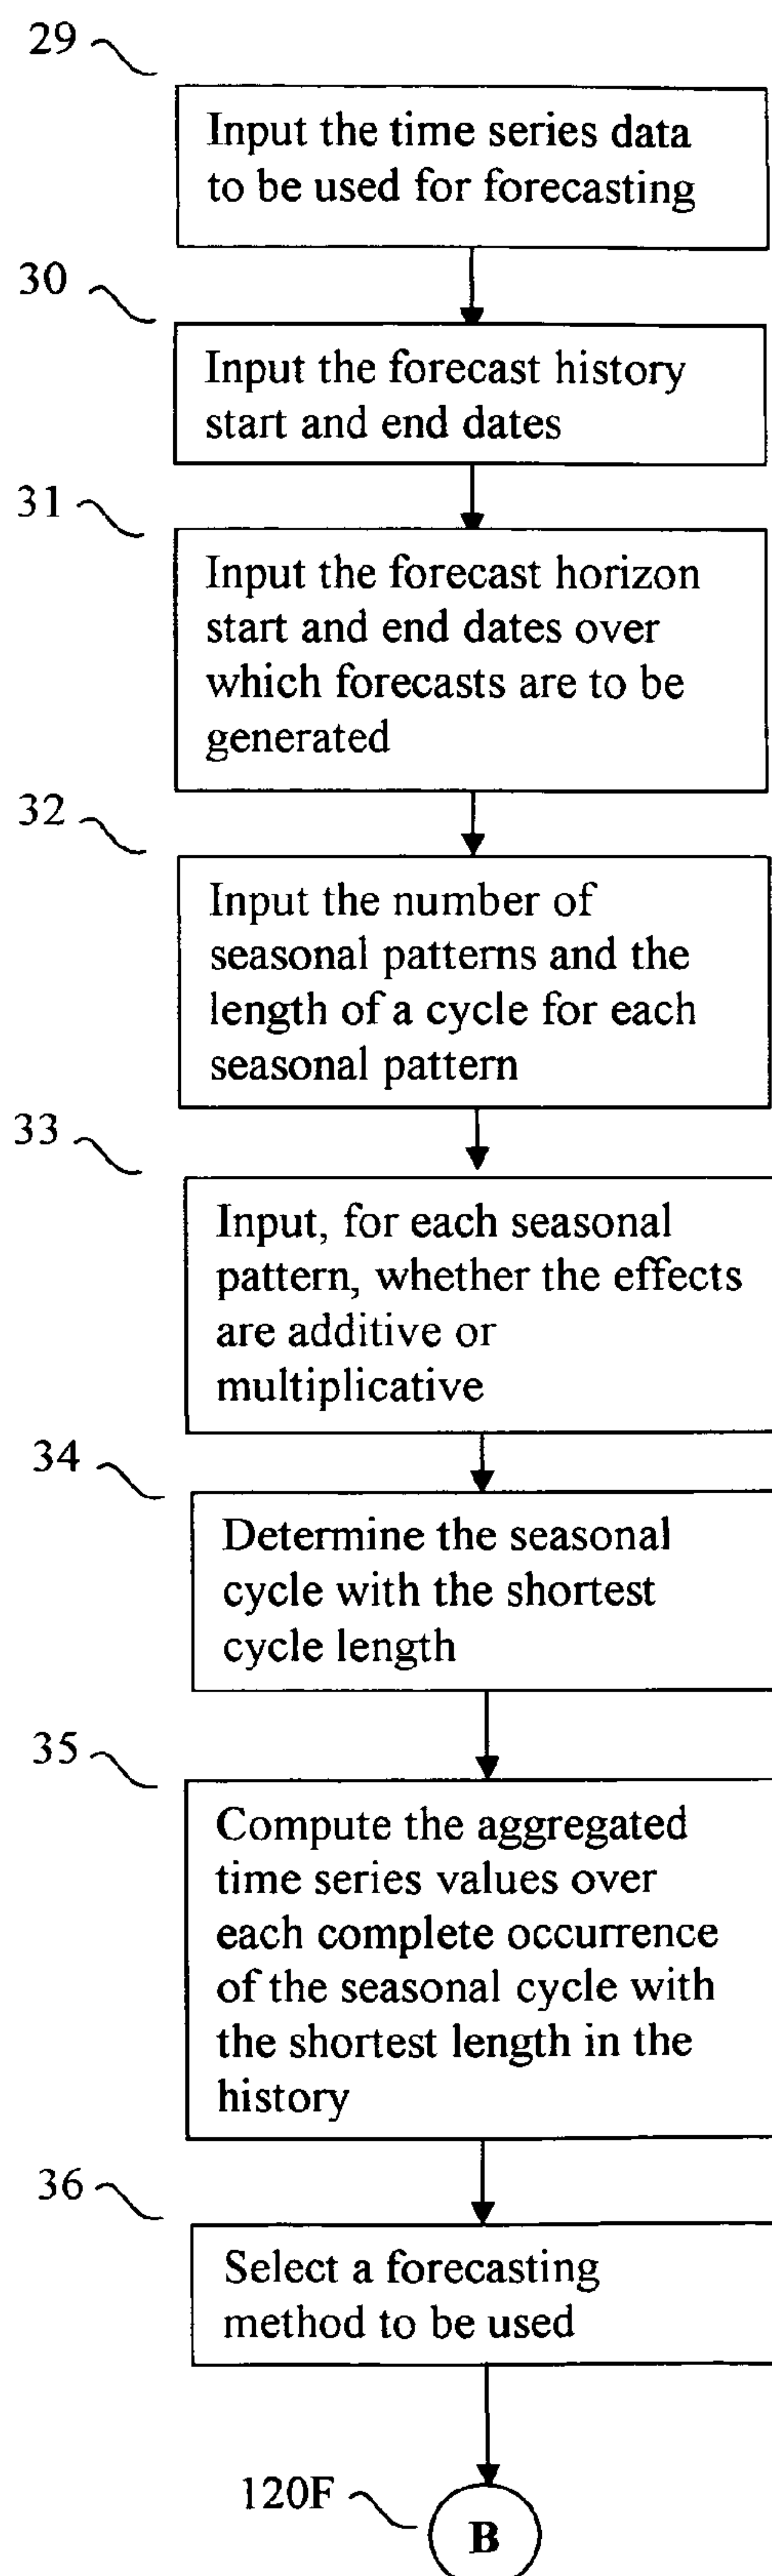 29
Input the time series data
to be used for forecasting
30
Input the forecast history
start and end dates
31
Input the forecast horizon
start and end dates over
which forecasts are to be
generated
32
Input the number of
seasonal patterns and the
length of a cycle for each
seasonal pattern
33
Input, for each seasonal
pattern, whether the effects
are additive or
multiplicative
34
Determine the seasonal
cycle with the shortest
cycle length
35
Compute the aggregated
time series values over
each complete occurrence
of the seasonal cycle with
the shortest length in the
history
36
Select a forecasting
method to be used
120F
B